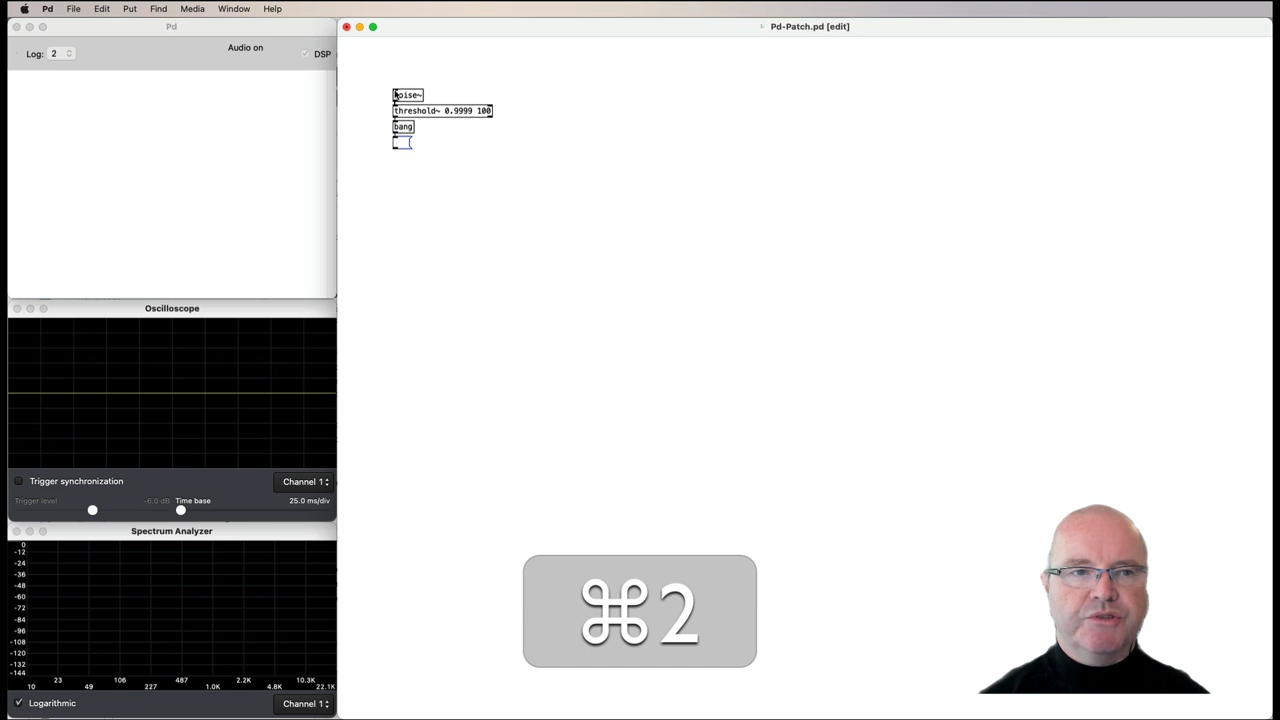 Pd File Edit Put Find Media Window Help
Pd
Log: 2
Audio on
DSP
Pd-Patch.pd [edit]
noise~
threshold~ 0.9999 100
bang
Oscilloscope
Trigger synchronization
Channel 1
Trigger level
-6.0 dB
Time base
25.0 ms/div
Spectrum Analyzer
0
-12
-24
-36
-48
-60
-72
-84
-96
-108
-120
-132
-144
23 106 487 2.2K 10.3K
10 49 227 1.0K 4.8K 22.1K
Logarithmic
Channel 1
⌘2